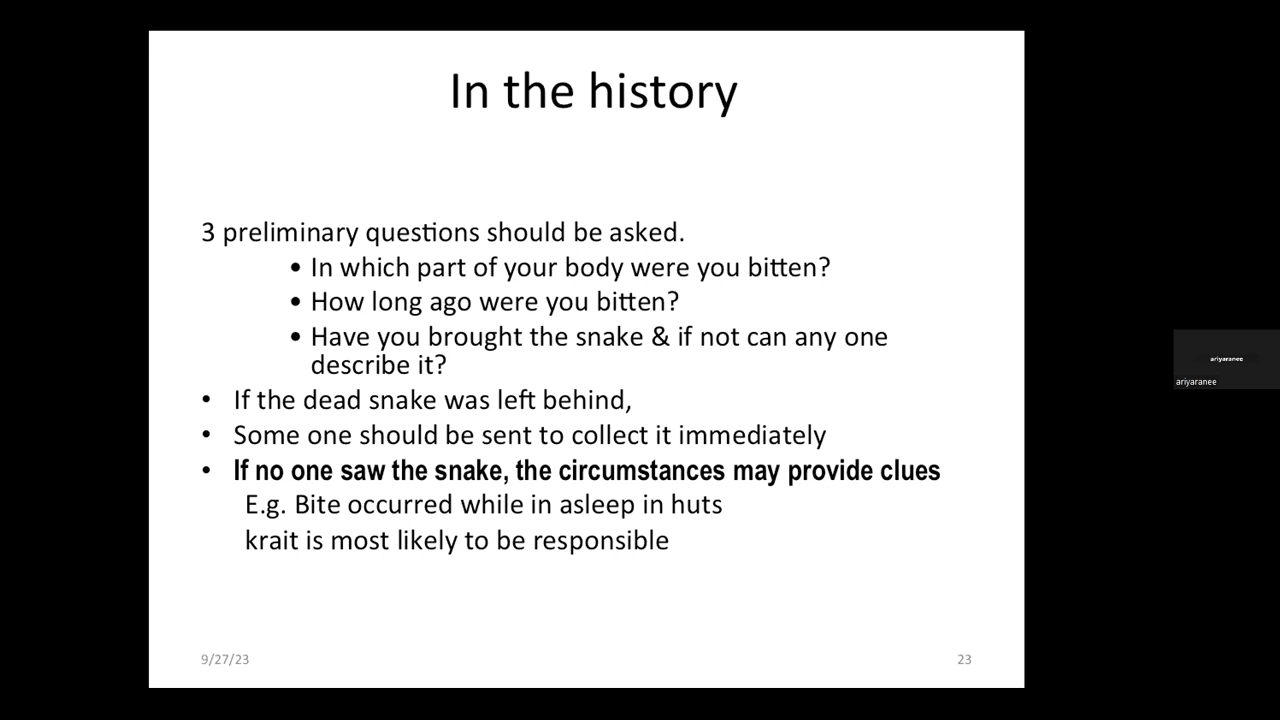 In the history
3 preliminary questions should be asked.
• In which part of your body were you bitten?
• How long ago were you bitten?
• Have you brought the snake & if not can any one
describe it?
• If the dead snake was left behind,
• Some one should be sent to collect it immediately
• If no one saw the snake, the circumstances may provide clues
E.g. Bite occurred while in asleep in huts
krait is most likely to be responsible
9/27/23
23
ariyaranee
ariyaranee